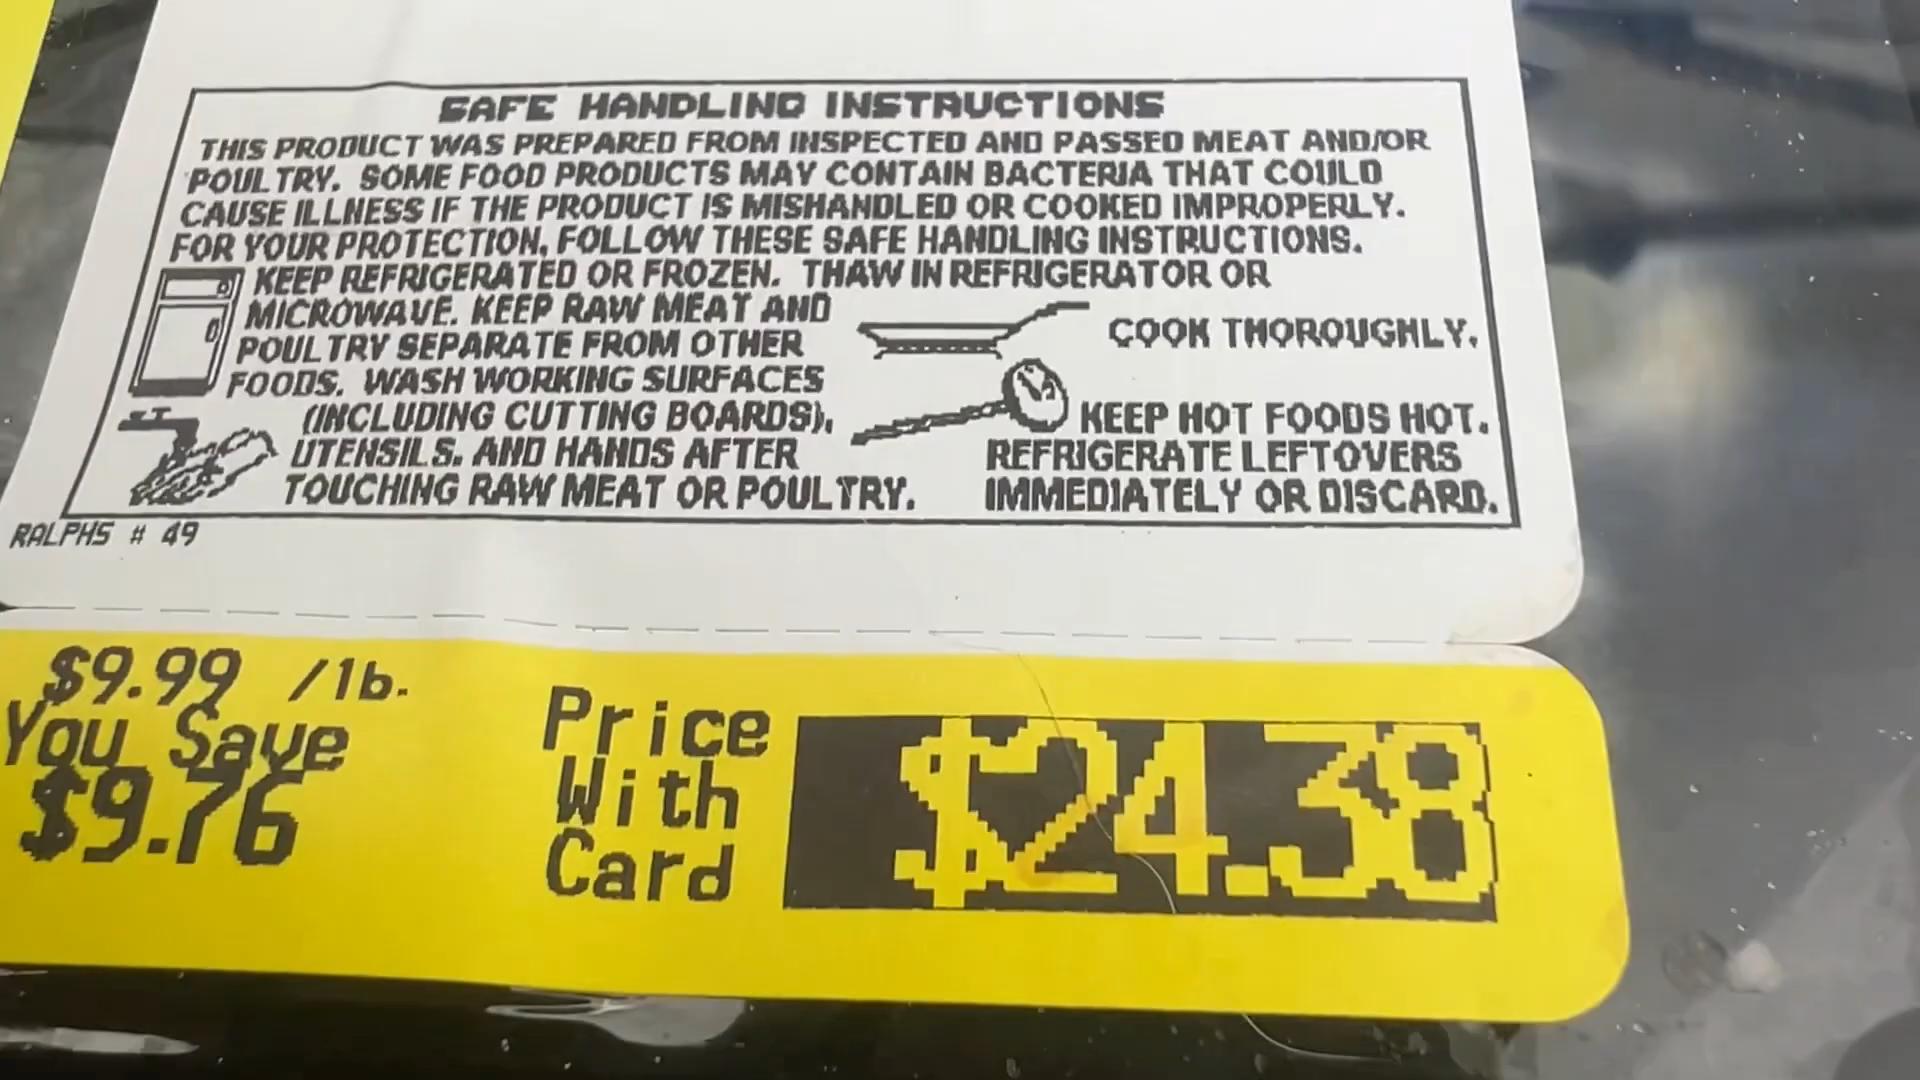 SAFE HANDLING INSTRUCTIONS
THIS PRODUCT WAS PREPARED FROM INSPECTED AND PASSED MEAT AND/OR
POULTRY. SOME FOOD PRODUCTS MAY CONTAIN BACTERIA THAT COULD
CAUSE ILLNESS IF THE PRODUCT IS MISHANDLED OR COOKED IMPROPERLY.
FOR YOUR PROTECTION, FOLLOW THESE SAFE HANDLING INSTRUCTIONS.
KEEP REFRIGERATED OR FROZEN. THAW IN REFRIGERATOR OR
MICROWAVE. KEEP RAW MEAT AND
POULTRY SEPARATE FROM OTHER
FOODS. WASH WORKING SURFACES
(INCLUDING CUTTING BOARDS),
UTENSILS. AND HANDS AFTER
TOUCHING RAW MEAT OR POULTRY.
COOK THOROUGHLY.
KEEP HOT FOODS HOT.
REFRIGERATE LEFTOVERS
IMMEDIATELY OR DISCARD.
RALPHS # 49
$9.99 /lb.
You Save
$9.76
Price
With
Card
$24.38